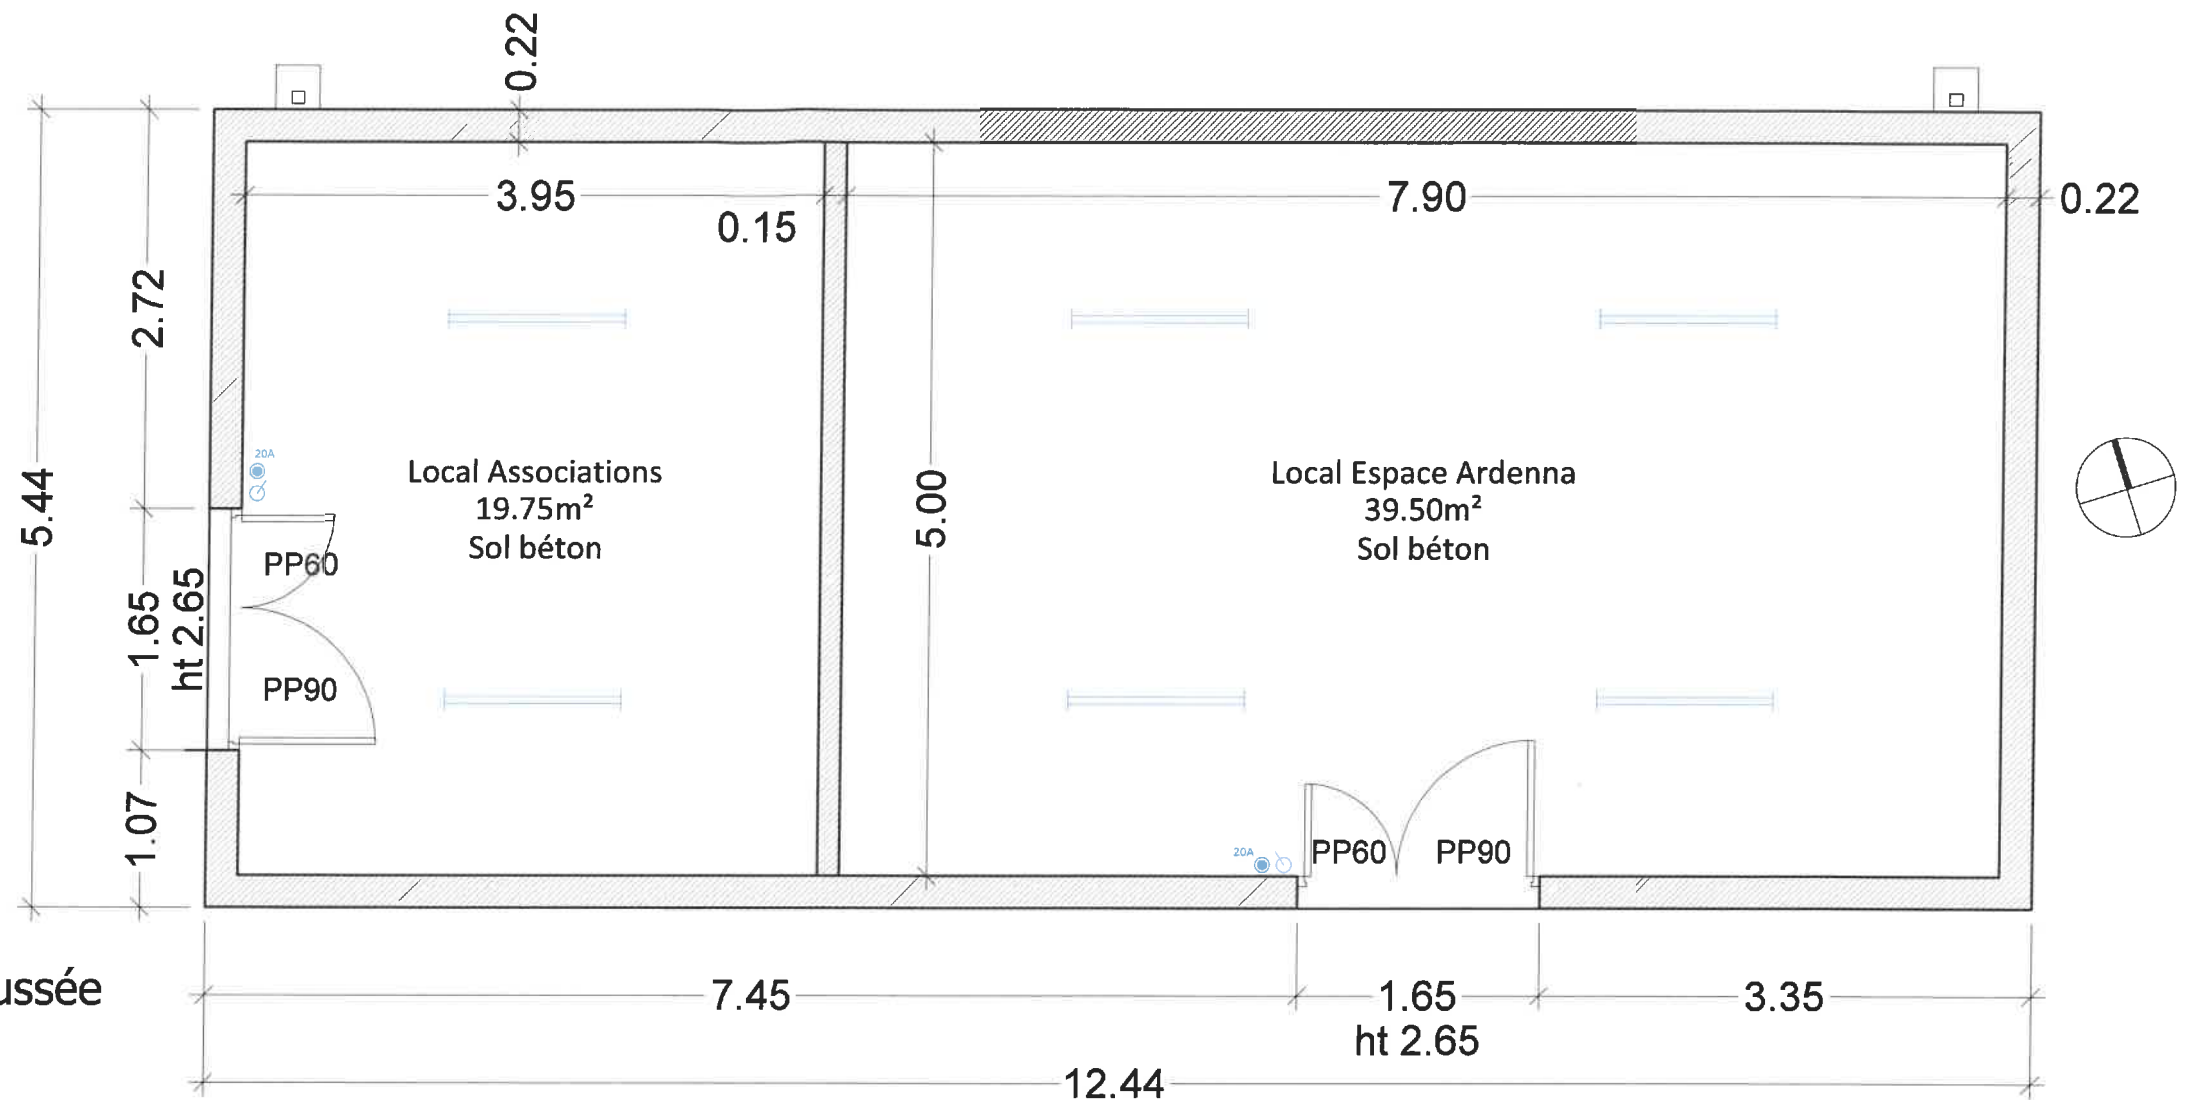 0.22
3.95
0.15
7.90
0.22
2.72
5.44
1.65
ht 2.65
1.07
20A
Local Associations
19.75m²
Sol béton
PP60
PP90
5.00
Local Espace Ardenna
39.50m²
Sol béton
20A
PP60
PP90
ussée
7.45
1.65
ht 2.65
3.35
12.44